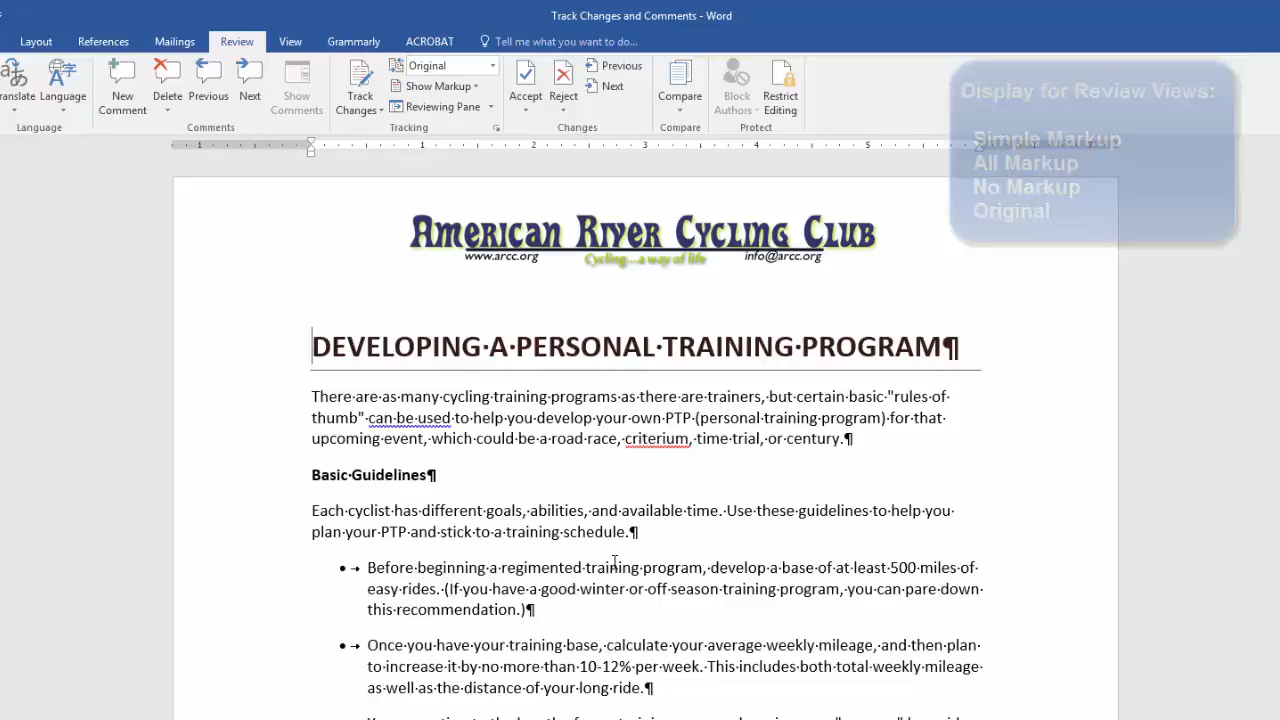 Track Changes and Comments - Word
Layout References Mailings Review View Grammarly ACROBAT Tell me what you want to do...
Original
Show Markup
Reviewing Pane
Previous
Next
Language
New Comment
Delete
Previous
Next
Show Comments
Track Changes
Accept
Reject
Compare
Block Authors
Restrict Editing
Language Comments Tracking Changes Compare Protect
Display for Review Views:
Simple Markup
All Markup
No Markup
Original
1 1 2 3 4 5
American River Cycling Club
www.arcc.org Cycling...a way of life info@arcc.org
DEVELOPING·A·PERSONAL·TRAINING·PROGRAM¶
There·are·as·many·cycling·training·programs·as·there·are·trainers,·but·certain·basic·"rules·of·
thumb"·can·be·used·to·help·you·develop·your·own·PTP·(personal·training·program)·for·that·
upcoming·event,·which·could·be·a·road·race,·criterium,·time·trial,·or·century.¶
Basic·Guidelines¶
Each·cyclist·has·different·goals,·abilities,·and·available·time.·Use·these·guidelines·to·help·you·
plan·your·PTP·and·stick·to·a·training·schedule.¶
•→Before·beginning·a·regimented·training·program,·develop·a·base·of·at·least·500·miles·of·
easy·rides.·(If·you·have·a·good·winter·or·off·season·training·program,·you·can·pare·down·
this·recommendation.)¶
•→Once·you·have·your·training·base,·calculate·your·average·weekly·mileage,·and·then·plan·
to·increase·it·by·no·more·than·10-12%·per·week.·This·includes·both·total·weekly·mileage·
as·well·as·the·distance·of·your·long·ride.¶